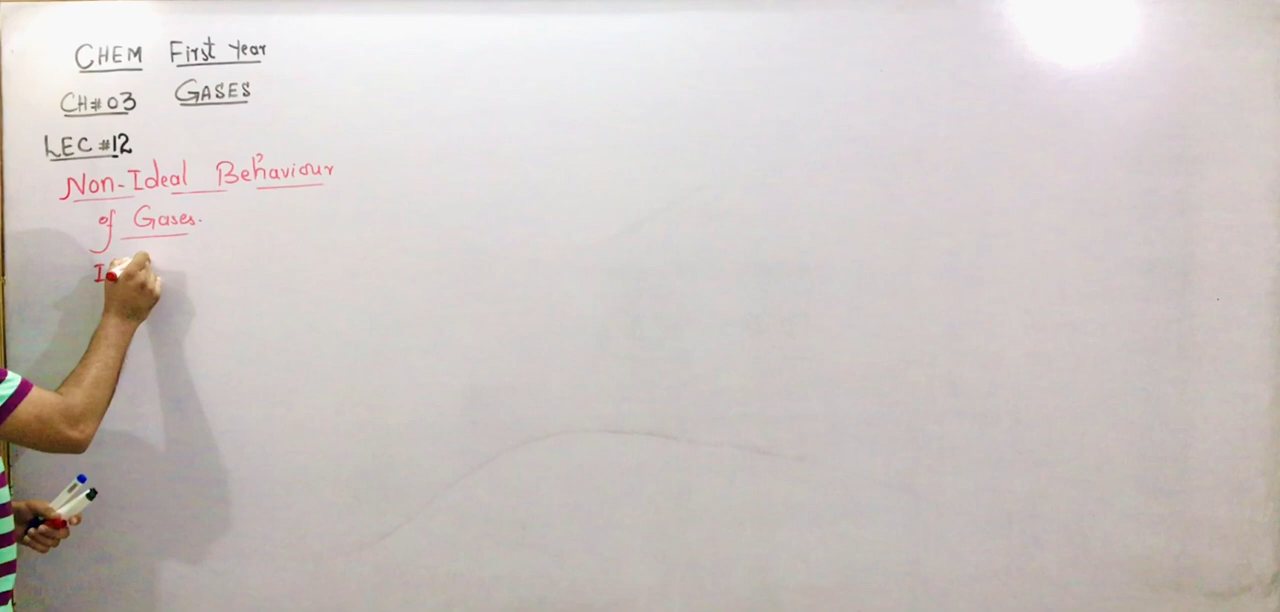 CHEM First Year
CH#03 GASES
LEC #12
Non-Ideal Behaviour
of Gases.
I